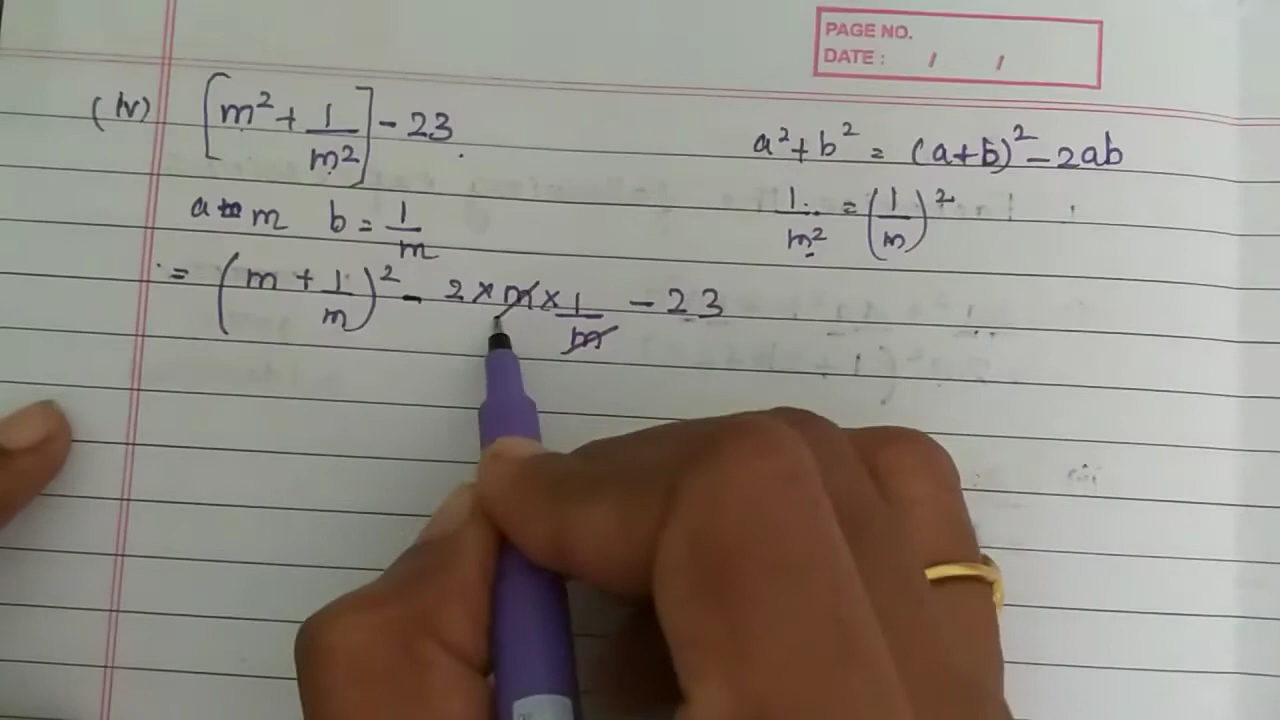 PAGE NO.
DATE : / /
(iv) [m² + 1/m²] - 23.
a² + b² = (a+b)² - 2ab
1/m² = (1/m)²
a = m b = 1/m
= (m + 1/m)² - 2 × m × 1/m - 23